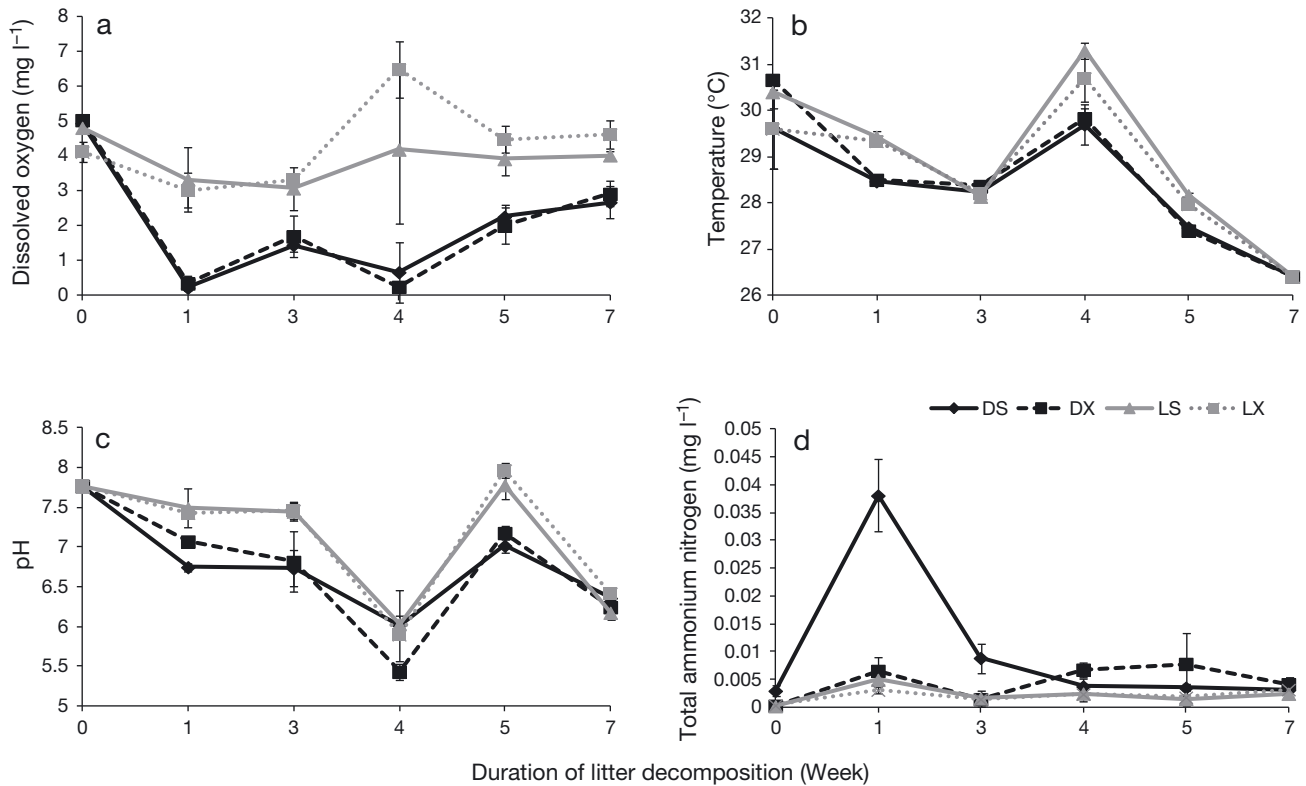 a
Dissolved oxygen (mg l⁻¹)
8
7
6
5
4
3
2
1
0
0 1 3 4 5 7
b
Temperature (°C)
32
31
30
29
28
27
26
0 1 3 4 5 7
c
pH
8.5
8
7.5
7
6.5
6
5.5
5
0 1 3 4 5 7
DS DX LS LX
d
Total ammonium nitrogen (mg l⁻¹)
0.05
0.045
0.04
0.035
0.03
0.025
0.02
0.015
0.01
0.005
0
0 1 3 4 5 7
Duration of litter decomposition (Week)